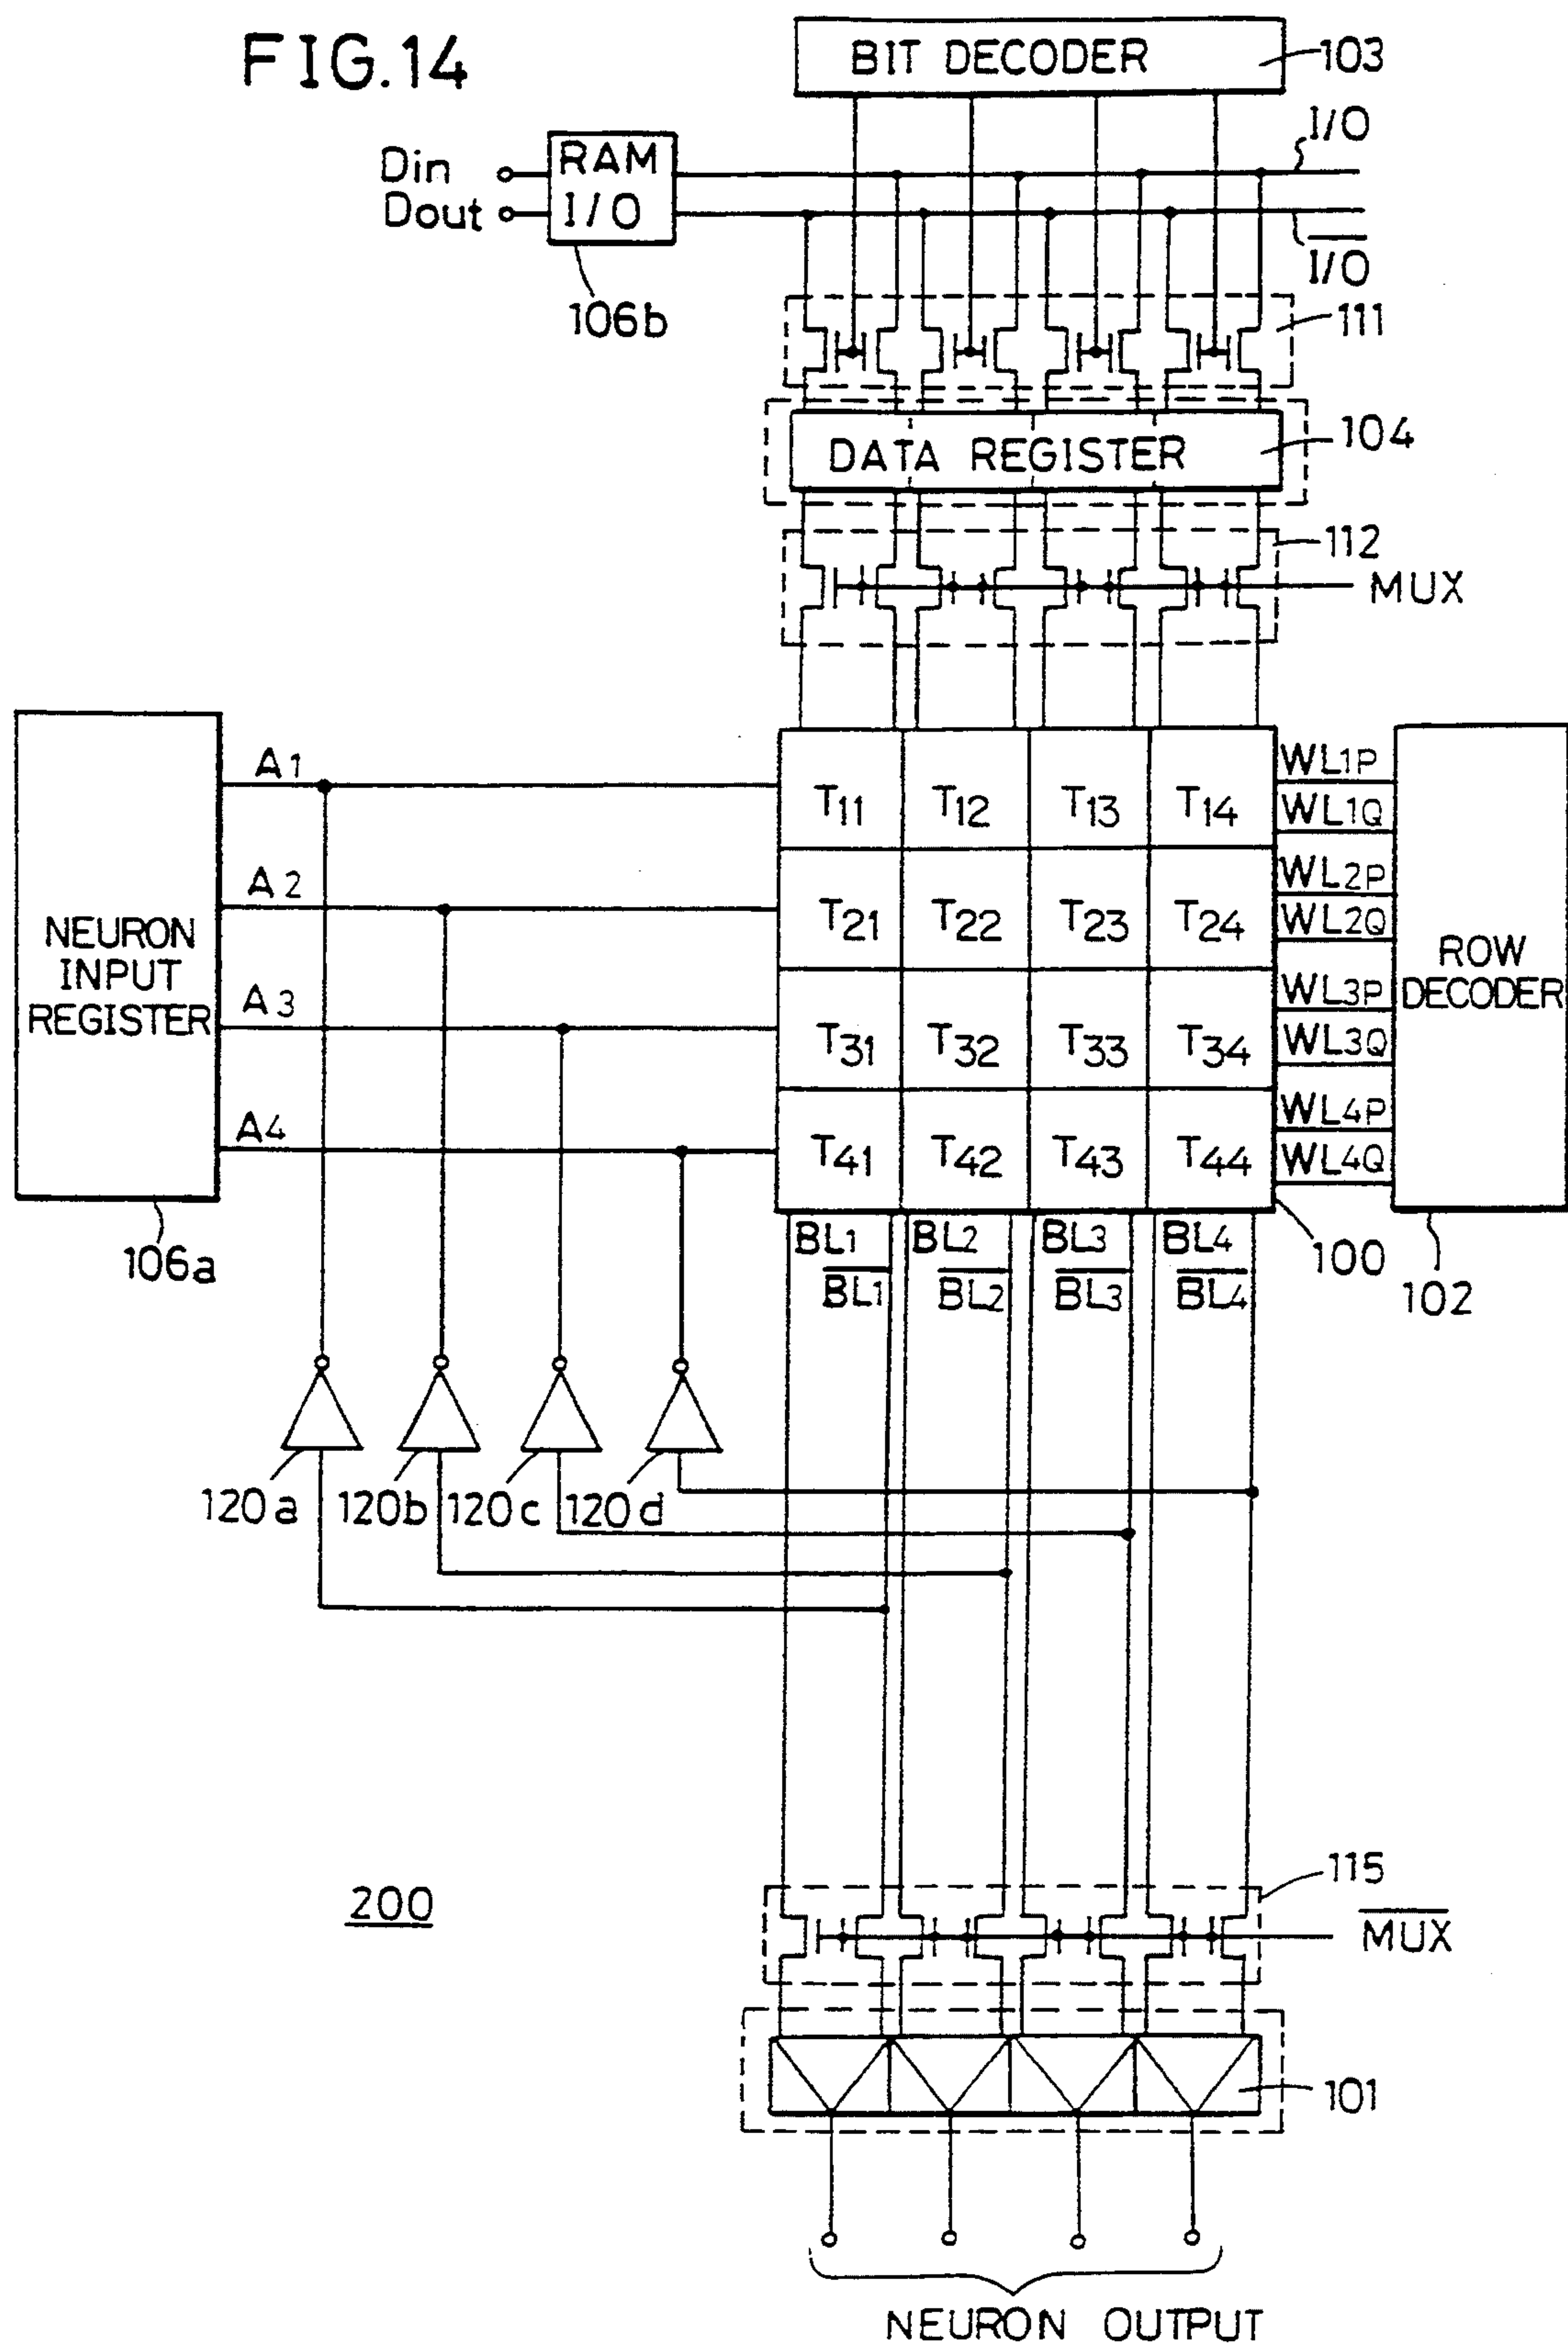 FIG.14
BIT DECODER
103
I/O
Din
RAM
Dout
I/O
I/O
106b
111
DATA REGISTER
104
112
MUX
A1
A2
A3
A4
NEURON
INPUT
REGISTER
106a
T11 T12 T13 T14
T21 T22 T23 T24
T31 T32 T33 T34
T41 T42 T43 T44
WL1P
WL1Q
WL2P
WL2Q
WL3P
WL3Q
WL4P
WL4Q
ROW
DECODER
BL1 BL2 BL3 BL4
BL1 BL2 BL3 BL4
100
102
120a 120b 120c 120d
200
115
MUX
101
NEURON OUTPUT